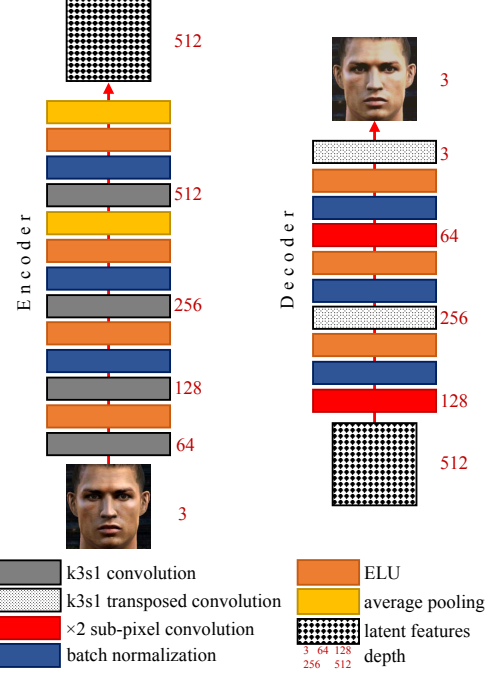 512
3
3
512
64
256
256
128
128
64
512
3
Encoder
Decoder
k3s1 convolution
k3s1 transposed convolution
×2 sub-pixel convolution
batch normalization
ELU
average pooling
latent features
3 64 128
256 512
depth